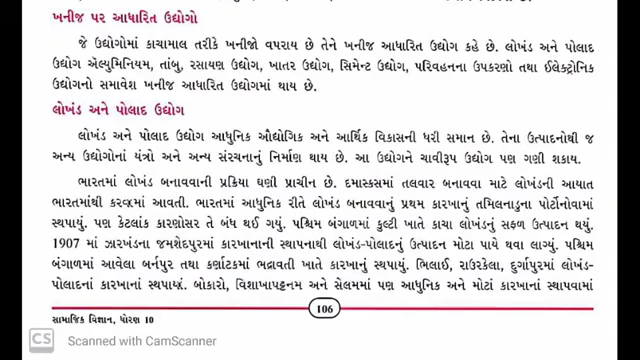 ખનીજ પર આધારિત ઉદ્યોગો
જે ઉદ્યોગોમાં કાચામાલ તરીકે ખનીજો વપરાય છે તેને ખનીજ આધારિત ઉદ્યોગ કહે છે. લોખંડ અને પોલાદ
ઉદ્યોગ ઍલ્યુમિનિયમ, તાંબુ, રસાયણ ઉદ્યોગ, ખાતર ઉદ્યોગ, સિમેન્ટ ઉદ્યોગ, પરિવહનના ઉપકરણો તથા ઈલેક્ટ્રોનિક
ઉદ્યોગનો સમાવેશ ખનીજ આધારિત ઉદ્યોગમાં થાય છે.
લોખંડ અને પોલાદ ઉદ્યોગ
લોખંડ અને પોલાદ ઉદ્યોગ આધુનિક ઔદ્યોગિક અને આર્થિક વિકાસની ધરી સમાન છે. તેના ઉત્પાદનોથી જ
અન્ય ઉદ્યોગોનાં યંત્રો અને અન્ય સંરચનાનું નિર્માણ થાય છે. આ ઉદ્યોગને ચાવીરૂપ ઉદ્યોગ પણ ગણી શકાય.
ભારતમાં લોખંડ બનાવવાની પ્રક્રિયા ઘણી પ્રાચીન છે. દમાસ્કસમાં તલવાર બનાવવા માટે લોખંડની આયાત
ભારતમાંથી કરવામાં આવતી. ભારતમાં આધુનિક રીતે લોખંડ બનાવવાનું પ્રથમ કારખાનું તમિલનાડુના પોર્ટોનોવામાં
સ્થપાયું. પણ કેટલાંક કારણોસર તે બંધ થઈ ગયું. પશ્ચિમ બંગાળમાં કુલ્ટી ખાતે કાચા લોખંડનું સફળ ઉત્પાદન થયું.
1907 માં ઝારખંડના જમશેદપુરમાં કારખાનાની સ્થાપનાથી લોખંડ-પોલાદનું ઉત્પાદન મોટા પાયે થવા લાગ્યું. પશ્ચિમ
બંગાળમાં આવેલા બર્નપુર તથા કર્ણાટકમાં ભદ્રાવતી ખાતે કારખાનું સ્થપાયું. ભિલાઈ, રાઉરકેલા, દુર્ગાપુરમાં લોખંડ-
પોલાદનાં કારખાનાં સ્થપાયાં. બોકારો, વિશાખાપટ્ટનમ અને સેલમમાં પણ આધુનિક અને મોટાં કારખાનાં સ્થાપવામાં
106
સામાજિક વિજ્ઞાન, ધોરણ 10
CS Scanned with CamScanner